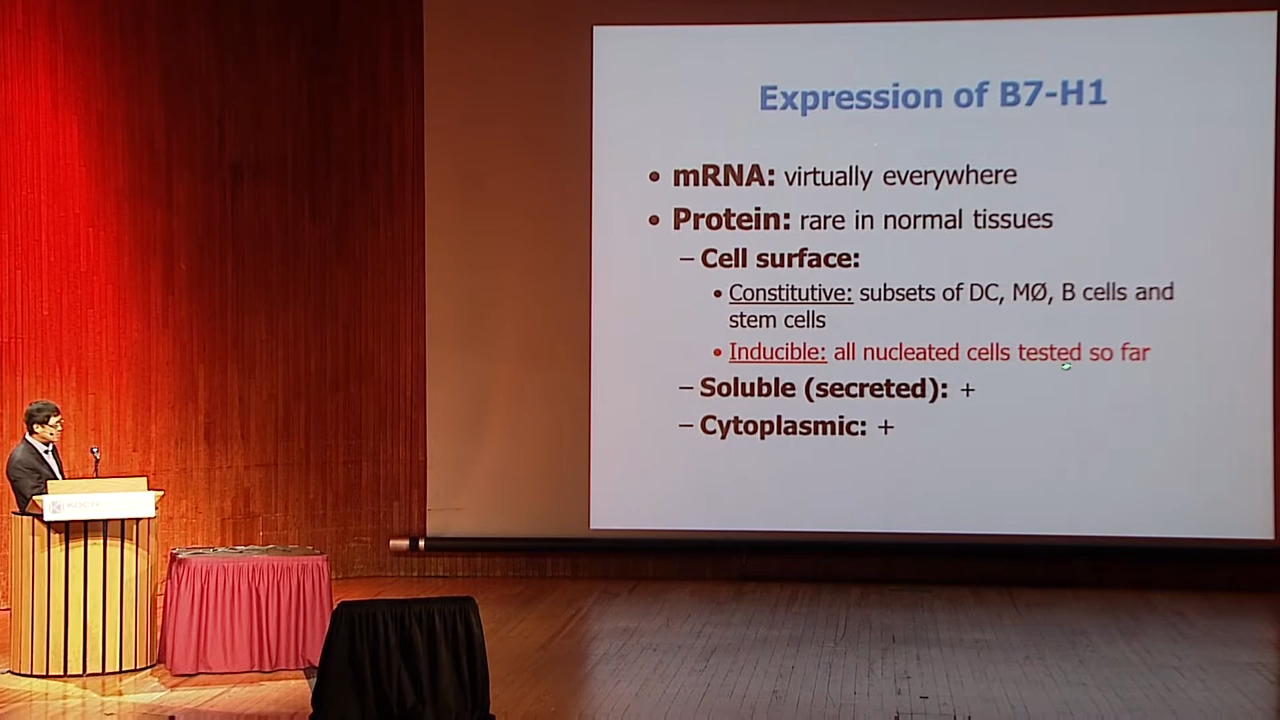 Expression of B7-H1
• mRNA: virtually everywhere
• Protein: rare in normal tissues
– Cell surface:
• Constitutive: subsets of DC, MØ, B cells and
stem cells
• Inducible: all nucleated cells tested so far
– Soluble (secreted): +
– Cytoplasmic: +
KOCH